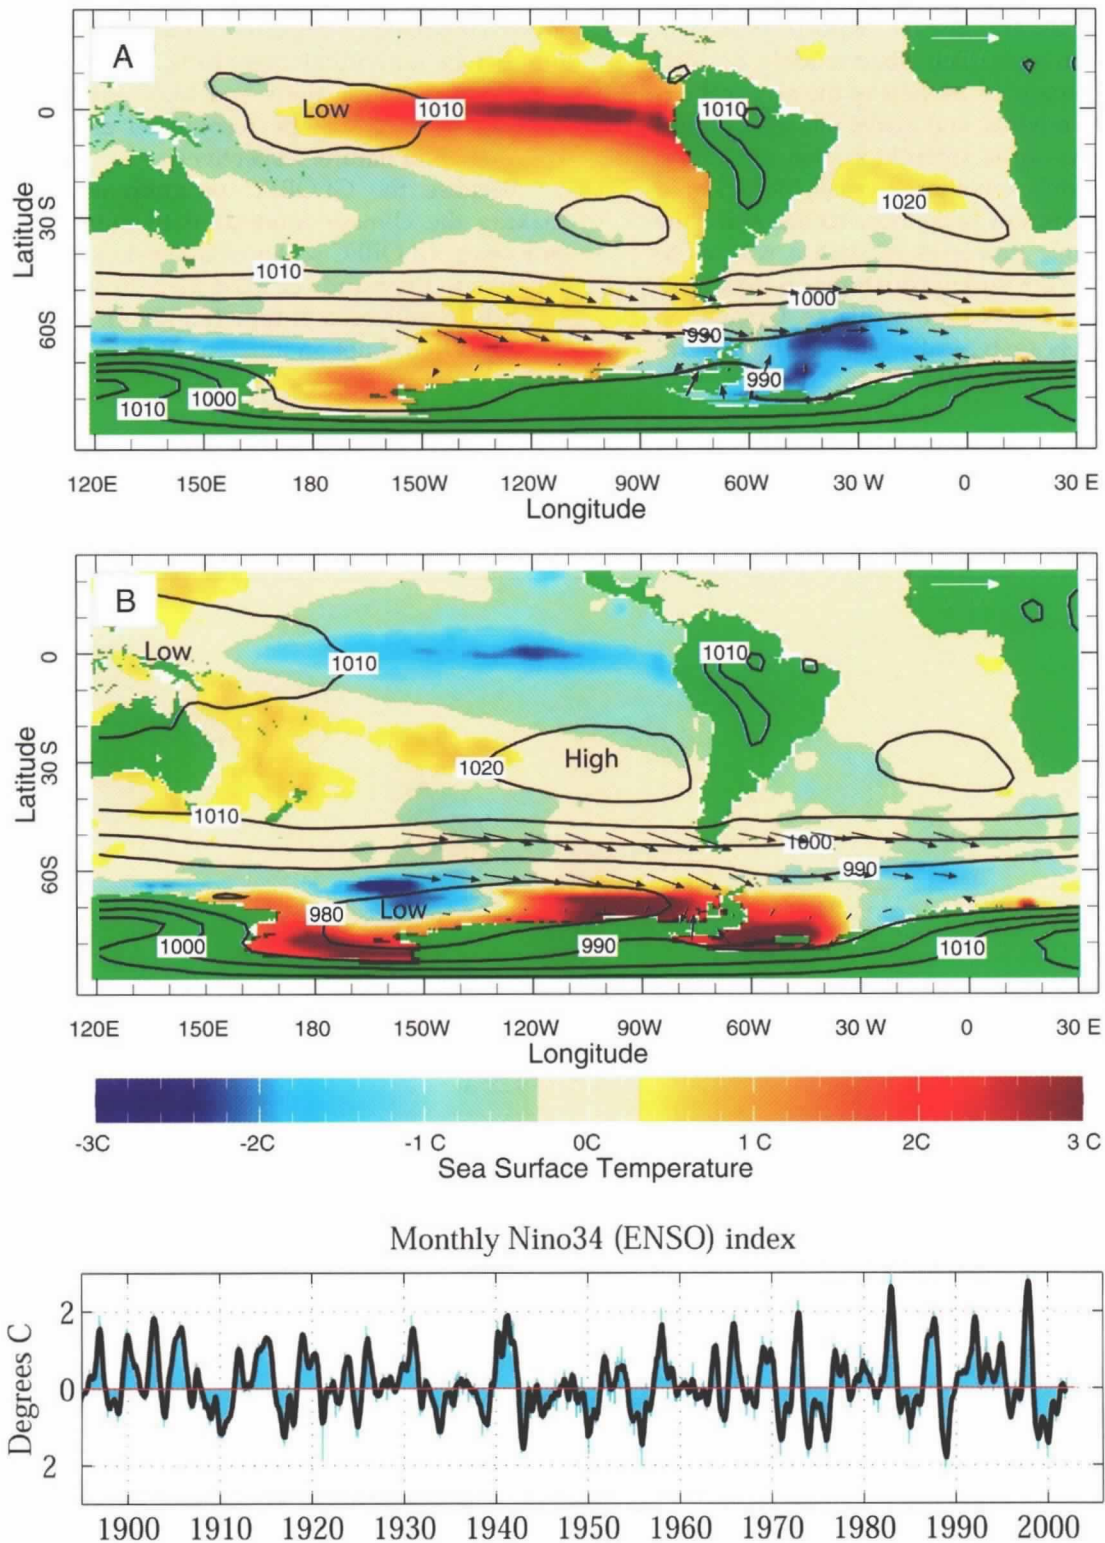 A
Low
1010
1010
1020
1010
1000
990
990
1000
1010
0
30 S
60S
Latitude
120E 150E 180 150W 120W 90W 60W 30 W 0 30 E
Longitude
B
Low
1010
1010
1020
High
1010
1000
990
980
Low
1000
990
1010
0
30 S
60S
Latitude
120E 150E 180 150W 120W 90W 60W 30 W 0 30 E
Longitude
-3C -2C -1 C 0C 1 C 2C 3 C
Sea Surface Temperature
Monthly Nino34 (ENSO) index
Degrees C
2
0
2
1900 1910 1920 1930 1940 1950 1960 1970 1980 1990 2000